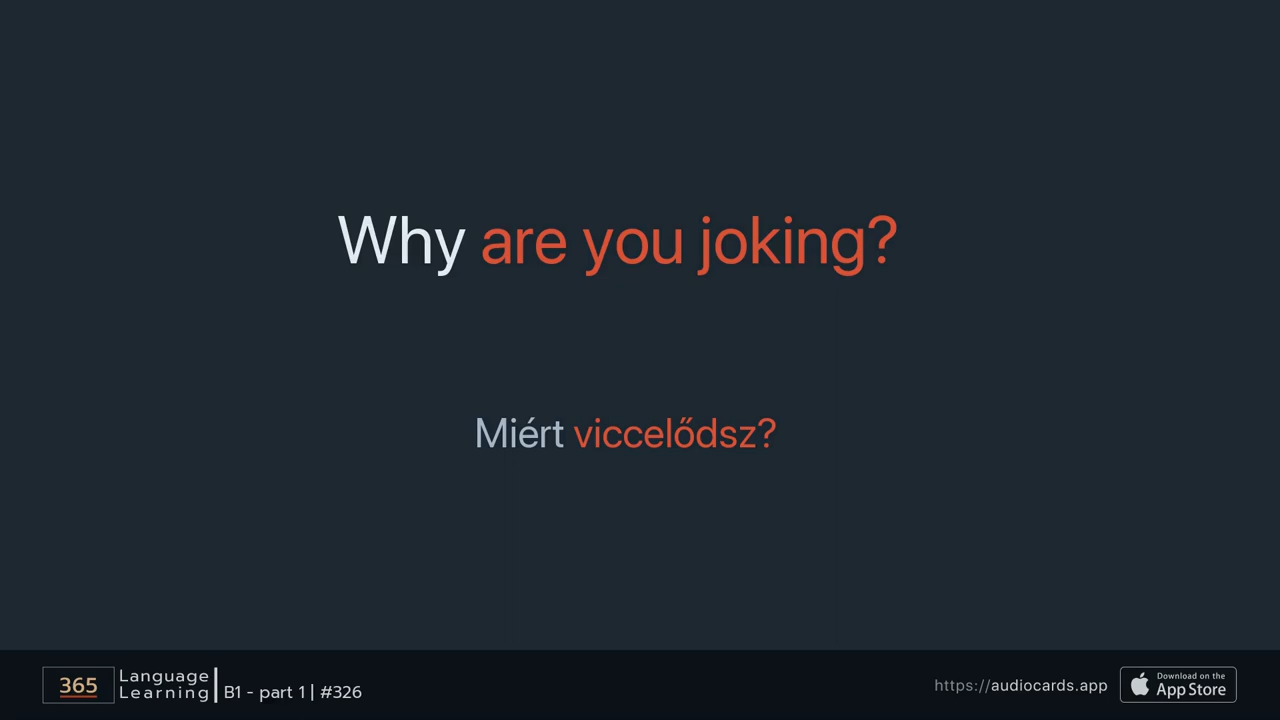 Why are you joking?
Miért viccelődsz?
365 Language Learning
B1 - part 1 | #326
https://audiocards.app
Download on the App Store